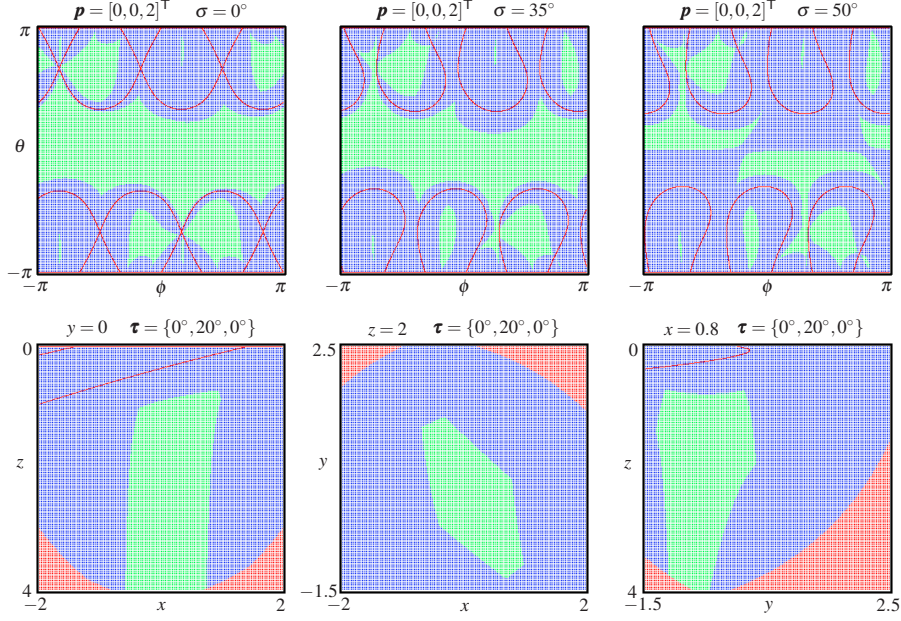 p = [0,0,2]ᵀ σ = 0°
p = [0,0,2]ᵀ σ = 35°
p = [0,0,2]ᵀ σ = 50°
π
π
π
θ
θ
θ
−π
−π
−π
−π ϕ π
−π ϕ π
−π ϕ π
y = 0 τ = {0°,20°,0°}
z = 2 τ = {0°,20°,0°}
x = 0.8 τ = {0°,20°,0°}
0
2.5
0
z
y
z
4
−1.5
4
−2 x 2
−2 x 2
−1.5 y 2.5